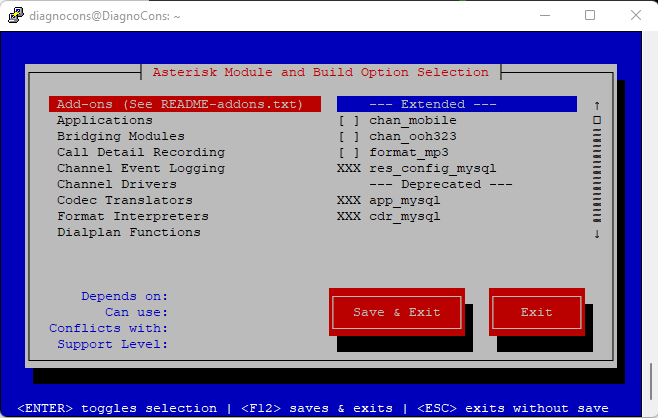 diagnocons@DiagnoCons: ~
Asterisk Module and Build Option Selection
Add-ons (See README-addons.txt) --- Extended ---
Applications [ ] chan_mobile
Bridging Modules [ ] chan_ooh323
Call Detail Recording [ ] format_mp3
Channel Event Logging XXX res_config_mysql
Channel Drivers --- Deprecated ---
Codec Translators XXX app_mysql
Format Interpreters XXX cdr_mysql
Dialplan Functions
Depends on:
Can use: Save & Exit Exit
Conflicts with:
Support Level:
<ENTER> toggles selection | <F12> saves & exits | <ESC> exits without save